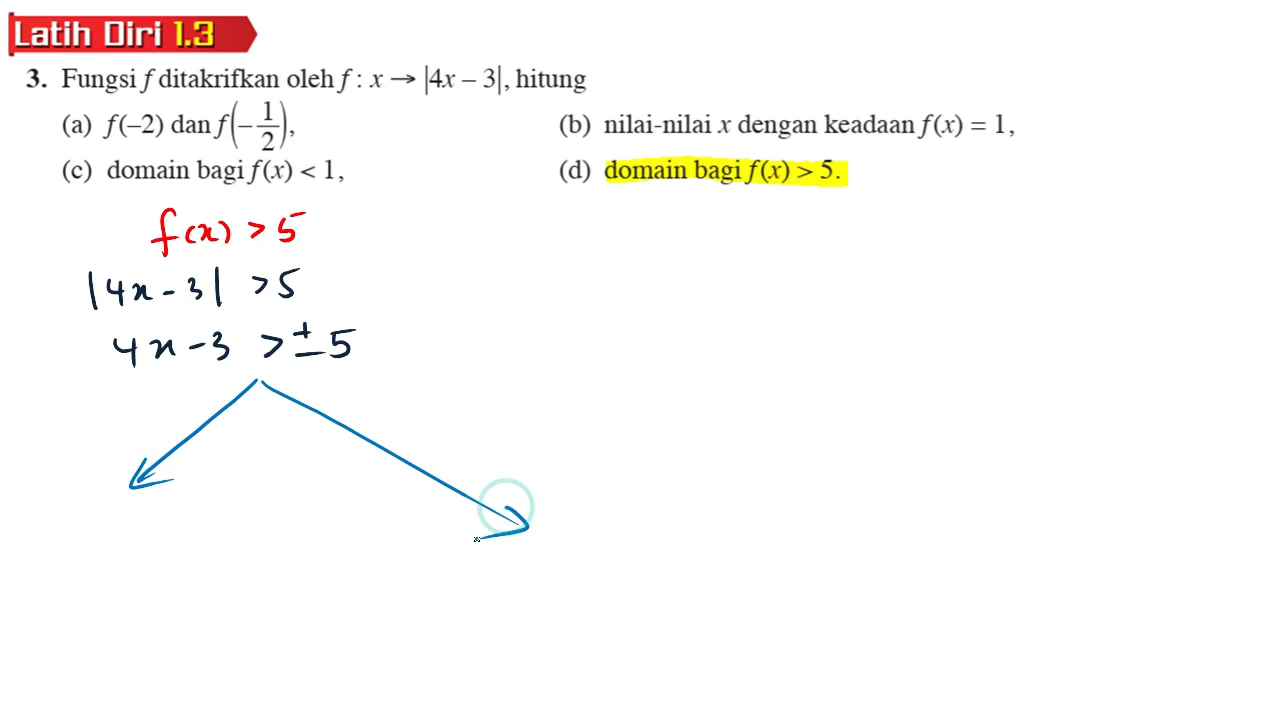 Latih Diri 1.3
3. Fungsi f ditakrifkan oleh f : x → |4x – 3|, hitung
(a) f(–2) dan f(–1/2),
(b) nilai-nilai x dengan keadaan f(x) = 1,
(c) domain bagi f(x) < 1,
(d) domain bagi f(x) > 5.
f(x) > 5
|4x - 3| > 5
4x - 3 > ± 5